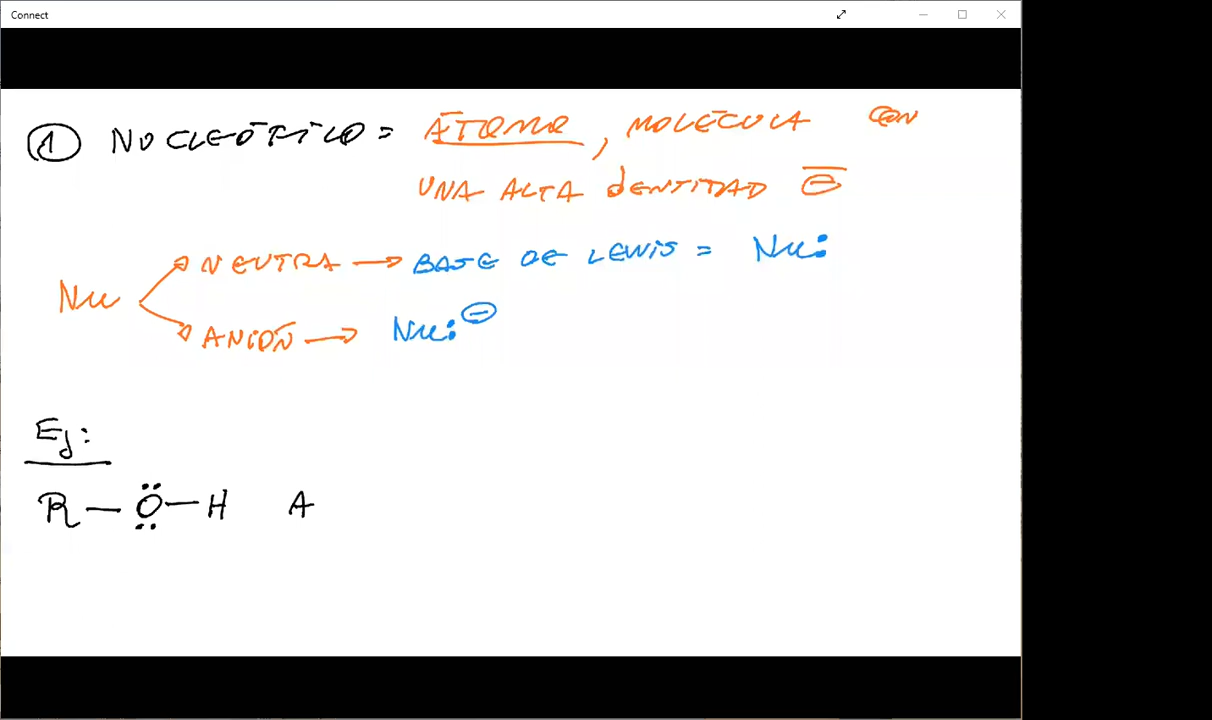 Connect
① NUCLEÓFILO = ÁTOMO, MOLÉCULA CON
UNA ALTA dENSIDAD ⊖
Nu
NEUTRA → BASE DE LEWIS = Nu:
ANIÓN → Nu:⊖
Ej:
R — Ö — H A